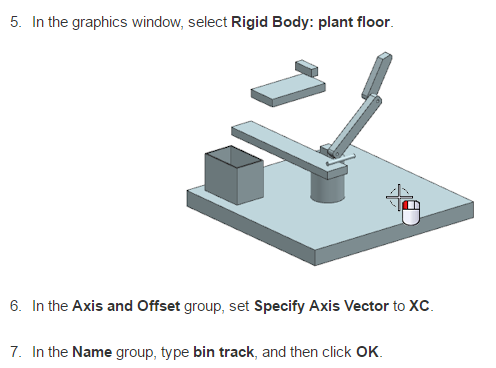 5. In the graphics window, select Rigid Body: plant floor.
6. In the Axis and Offset group, set Specify Axis Vector to XC.
7. In the Name group, type bin track, and then click OK.